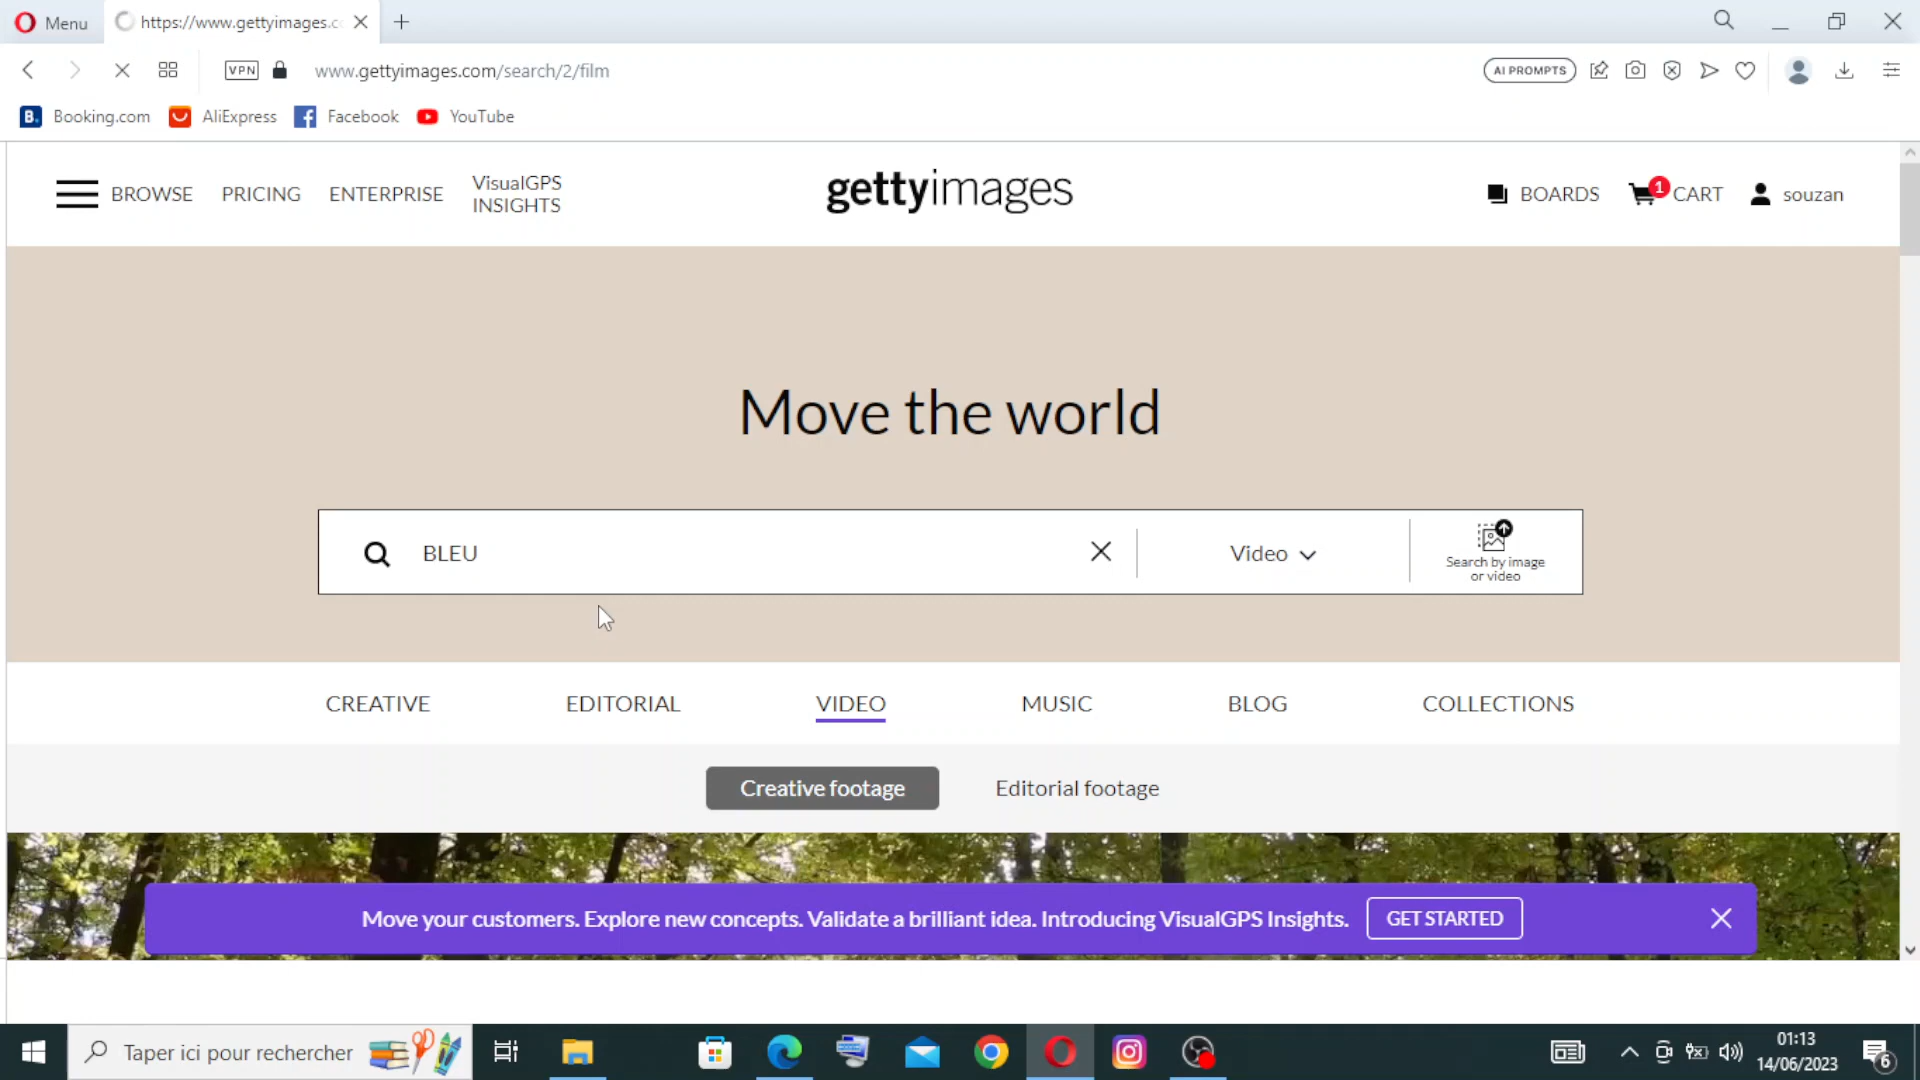 Menu
https://www.gettyimages.c
VPN
www.gettyimages.com/search/2/film
AI PROMPTS
B.
Booking.com
AliExpress
Facebook
YouTube
BROWSE
PRICING
ENTERPRISE
VisualGPS
INSIGHTS
gettyimages
BOARDS
1
CART
souzan
Move the world
BLEU
Video
Search by image
or video
CREATIVE
EDITORIAL
VIDEO
MUSIC
BLOG
COLLECTIONS
Creative footage
Editorial footage
Move your customers. Explore new concepts. Validate a brilliant idea. Introducing VisualGPS Insights.
GET STARTED
Taper ici pour rechercher
01:13
14/06/2023
6